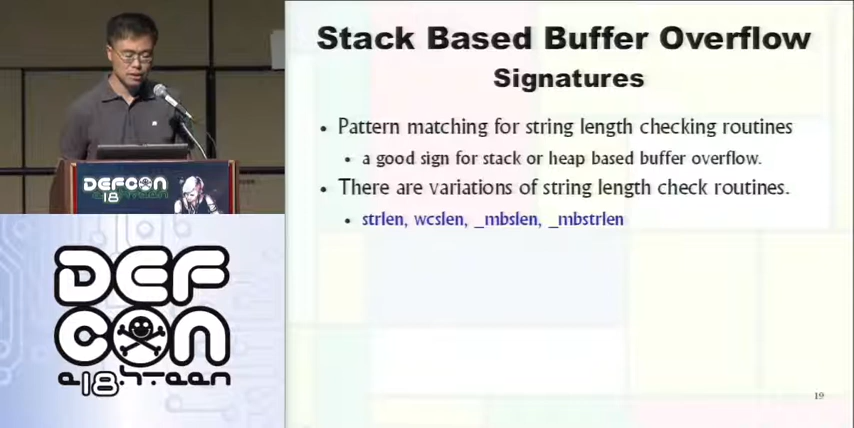 Stack Based Buffer Overflow
Signatures
• Pattern matching for string length checking routines
• a good sign for stack or heap based buffer overflow.
• There are variations of string length check routines.
• strlen, wcslen, _mbslen, _mbstrlen
19
DEFCON
18
DEF
CON
e18hteen